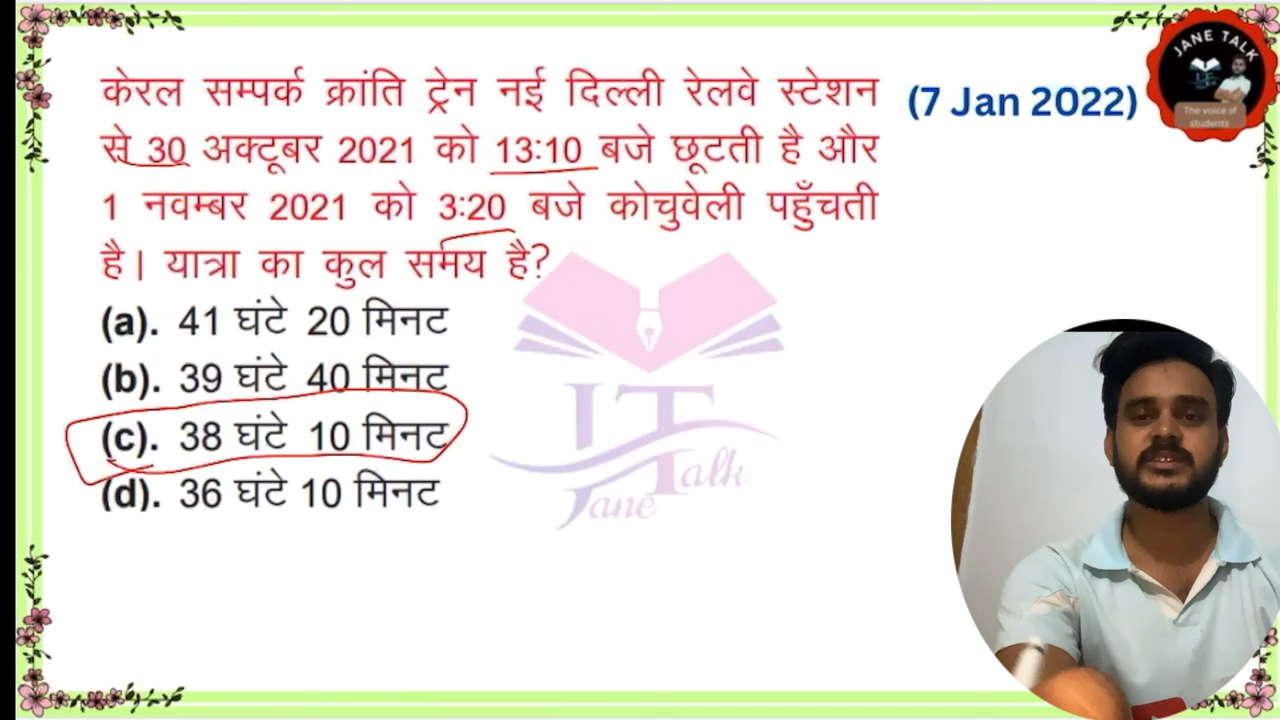 केरल सम्पर्क क्रांति ट्रेन नई दिल्ली रेलवे स्टेशन
से 30 अक्टूबर 2021 को 13:10 बजे छूटती है और
1 नवम्बर 2021 को 3:20 बजे कोचुवेली पहुँचती
है। यात्रा का कुल समय है?
(a). 41 घंटे 20 मिनट
(b). 39 घंटे 40 मिनट
(c). 38 घंटे 10 मिनट
(d). 36 घंटे 10 मिनट
(7 Jan 2022)
JANE TALK
The voice of
students
JT
Jane Talk